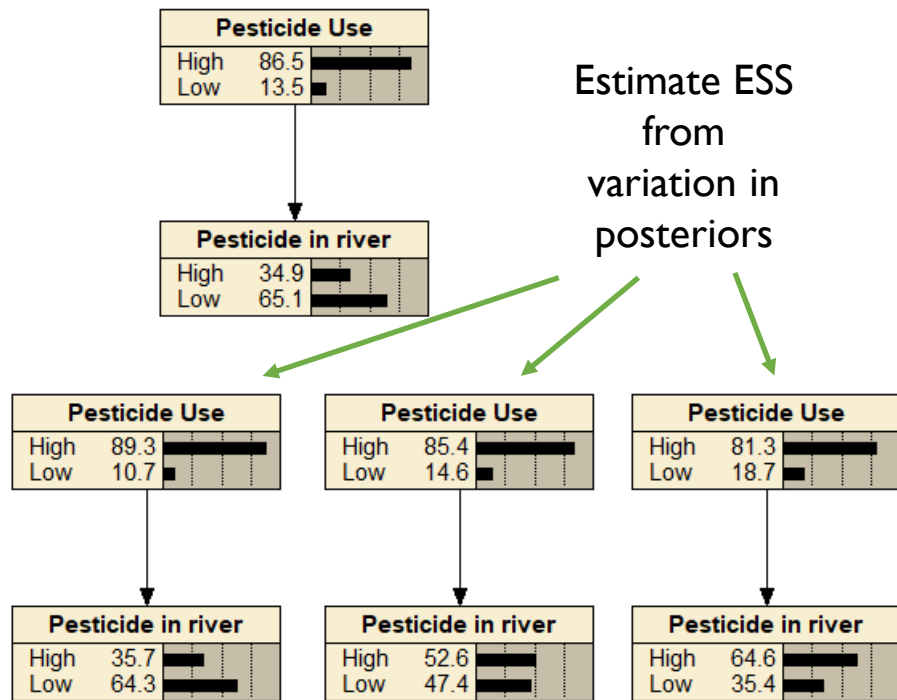 Pesticide Use
High 86.5
Low 13.5
Estimate ESS
from
variation in
posteriors
Pesticide in river
High 34.9
Low 65.1
Pesticide Use
High 89.3
Low 10.7
Pesticide in river
High 35.7
Low 64.3
Pesticide Use
High 85.4
Low 14.6
Pesticide in river
High 52.6
Low 47.4
Pesticide Use
High 81.3
Low 18.7
Pesticide in river
High 64.6
Low 35.4